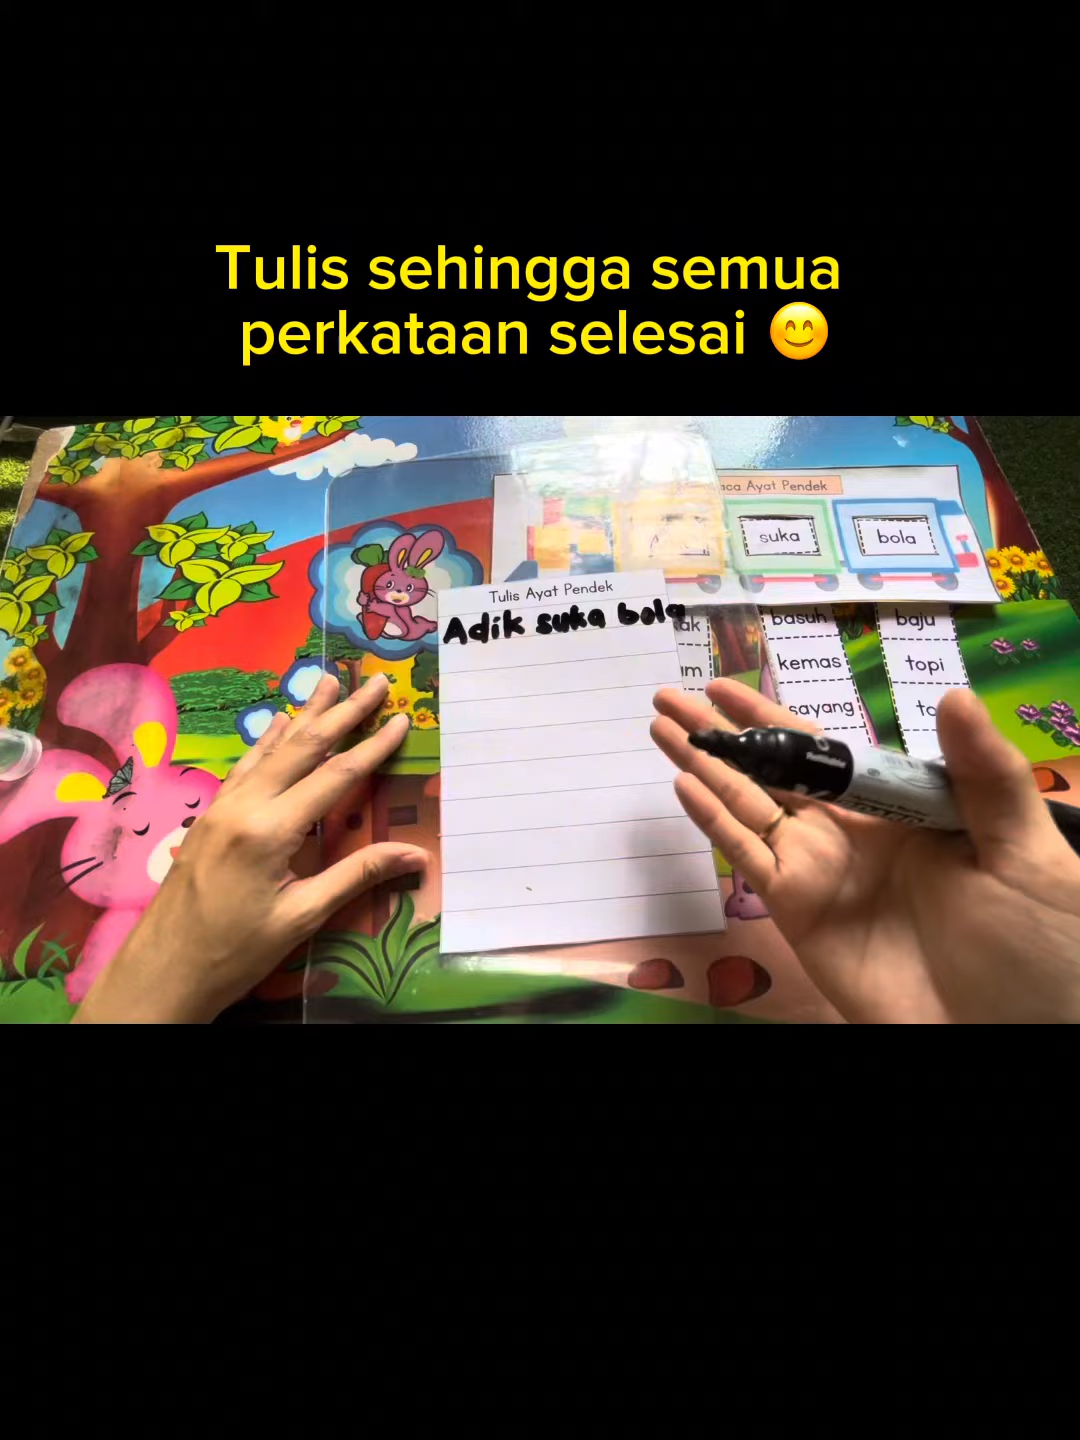 Tulis sehingga semua
perkataan selesai 😊
Ayat Pendek
suka
bola
Tulis Ayat Pendek
Adik suka bola
basuh
baju
kemas
topi
sayang